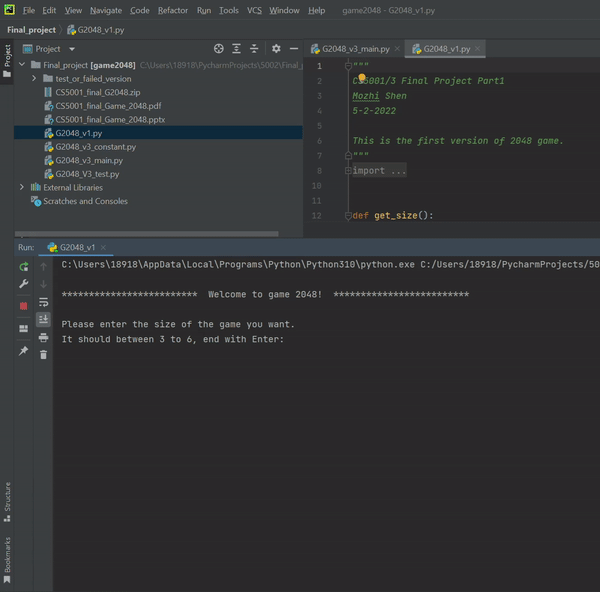 File Edit View Navigate Code Refactor Run Tools VCS Window Help game2048 - G2048_v1.py
Final_project G2048_v1.py
Project
G2048_v3_main.py G2048_v1.py
Final_project [game2048] C:\Users\18918\PycharmProjects\5002\Final_p
test_or_failed_version
CS5001_final_G2048.zip
CS5001_final_Game_2048.pdf
CS5001_final_Game_2048.pptx
G2048_v1.py
G2048_v3_constant.py
G2048_v3_main.py
G2048_V3_test.py
External Libraries
Scratches and Consoles
1 """
2 CS5001/3 Final Project Part1
3 Mozhi Shen
4 5-2-2022
5
6 This is the first version of 2048 game.
7 """
8 import ...
10
11
12 def get_size():
Project
Run: G2048_v1
C:\Users\18918\AppData\Local\Programs\Python\Python310\python.exe C:/Users/18918/PycharmProjects/50
************************* Welcome to game 2048! *************************
Please enter the size of the game you want.
It should between 3 to 6, end with Enter:
Structure
Bookmarks